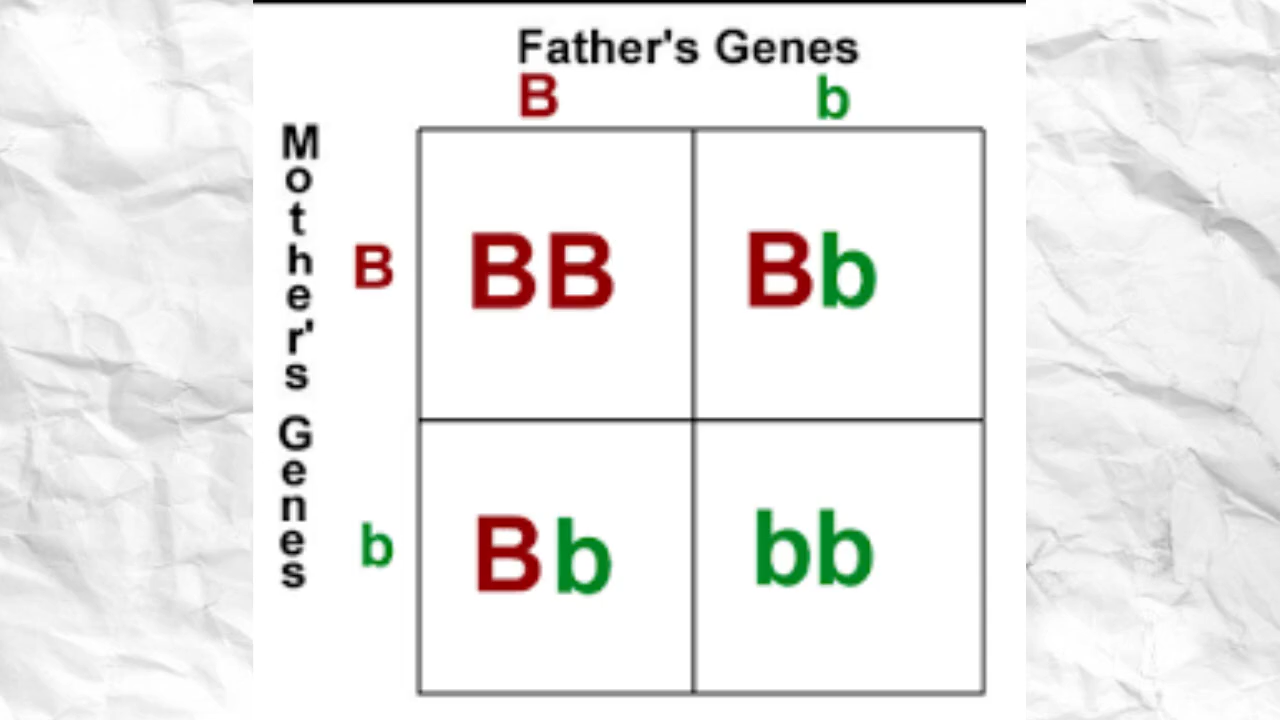 Father's Genes
B b
Mother's Genes
B BB Bb
b Bb bb